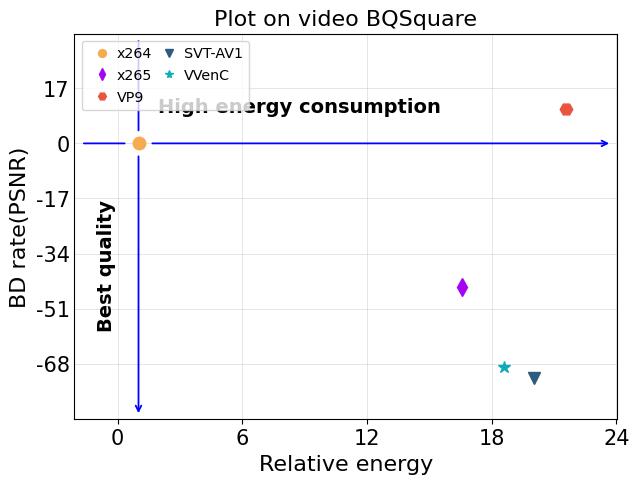 Plot on video BQSquare
x264
x265
VP9
SVT-AV1
VVenC
High energy consumption
Best quality
BD rate(PSNR)
17
0
-17
-34
-51
-68
0 6 12 18 24
Relative energy